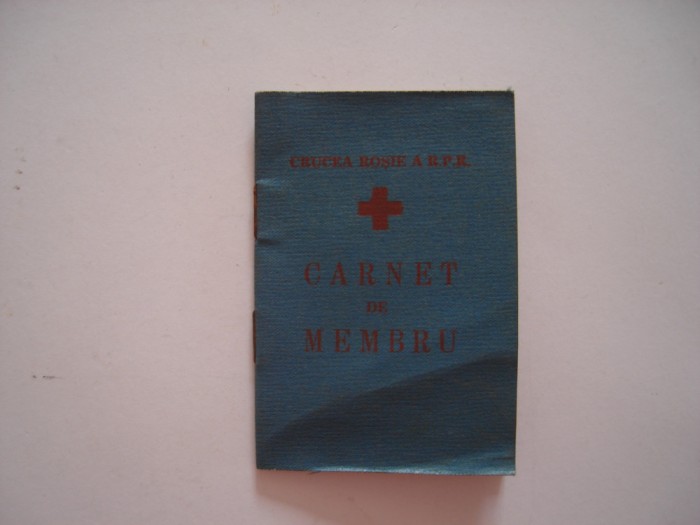 CRUCEA ROȘIE A R.P.R.
CARNET
DE
MEMBRU